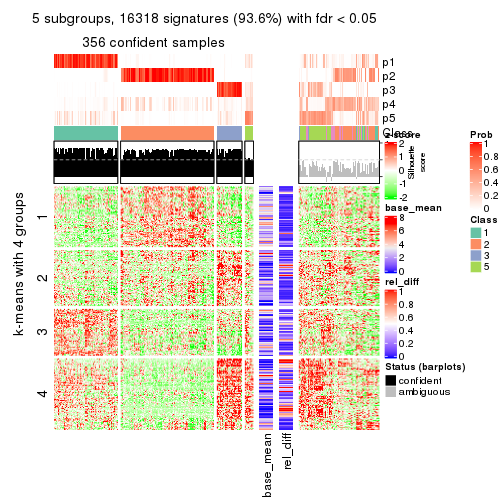 5 subgroups, 16318 signatures (93.6%) with fdr < 0.05
356 confident samples
p1
p2
p3
p4
p5
Class
z-score
2
1
0
-1
-2
Silhouette
score
k-means with 4 groups
1
2
3
4
base_mean
8
6
4
2
0
rel_diff
1
0.8
0.6
0.4
0.2
0
Status (barplots)
confident
ambiguous
Prob
1
0.8
0.6
0.4
0.2
0
Class
1
2
3
5
base_mean
rel_diff